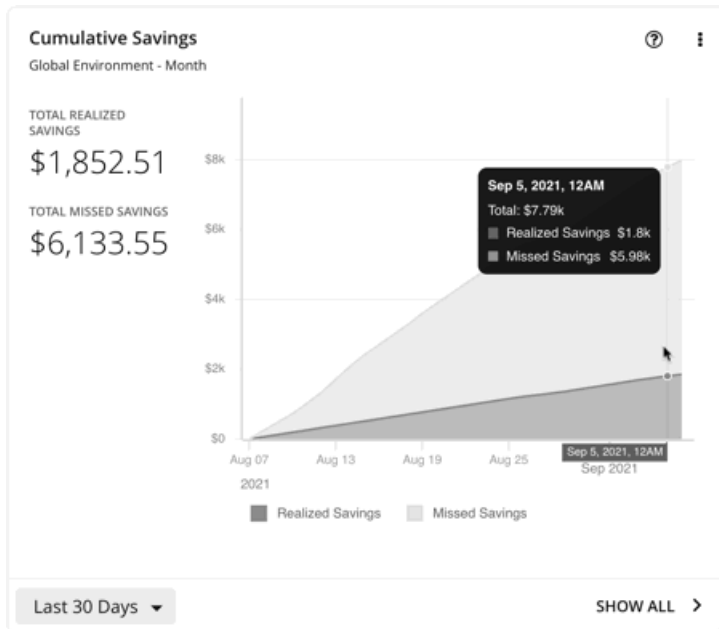 Cumulative Savings
Global Environment - Month
TOTAL REALIZED
SAVINGS
$1,852.51
TOTAL MISSED SAVINGS
$6,133.55
$8k
$6k
$4k
$2k
$0
Sep 5, 2021, 12AM
Total: $7.79k
Realized Savings $1.8k
Missed Savings $5.98k
Aug 07
Aug 13
Aug 19
Aug 25
Sep 5, 2021, 12AM
2021
Sep 2021
Realized Savings
Missed Savings
Last 30 Days
SHOW ALL